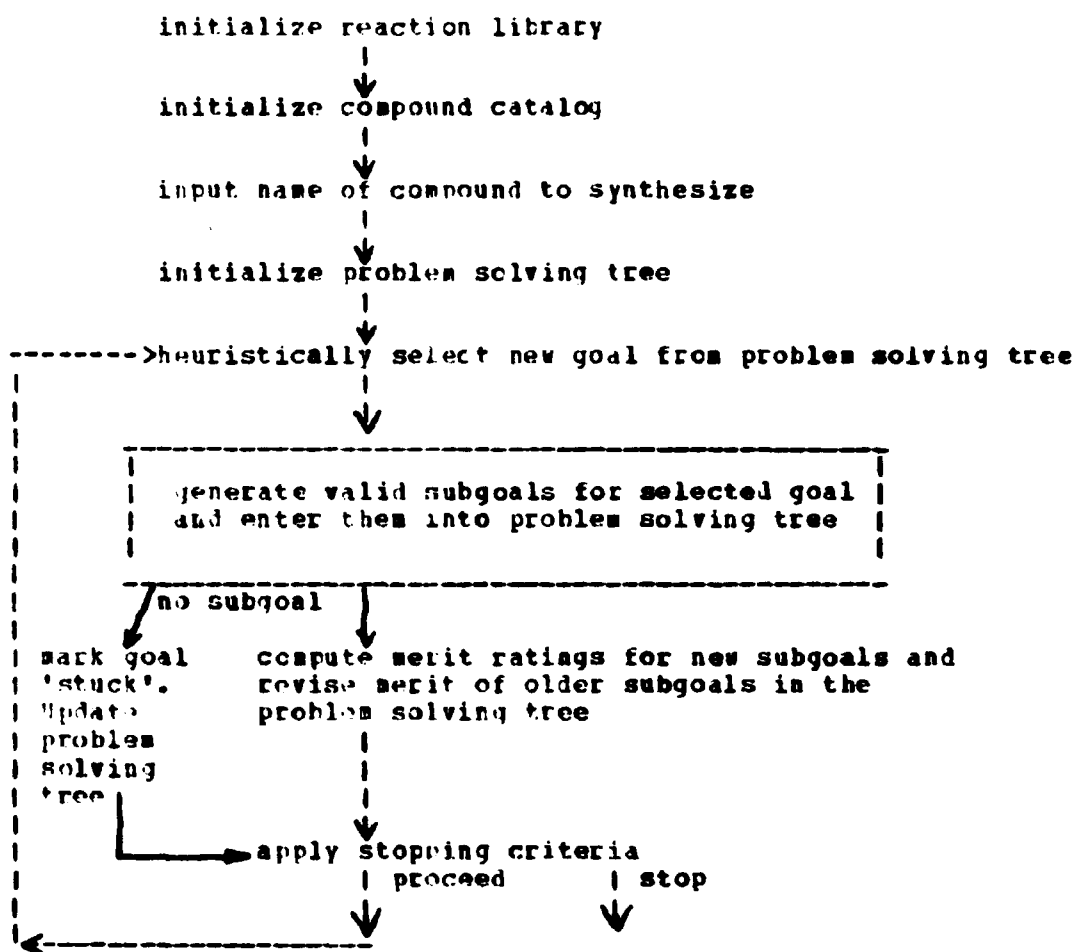 initialize reaction library
initialize compound catalog
input name of compound to synthesize
initialize problem solving tree
heuristically select new goal from problem solving tree
generate valid subgoals for selected goal
and enter them into problem solving tree
no subgoal
mark goal
'stuck'.
Update
problem
solving
tree
compute merit ratings for new subgoals and
revise merit of older subgoals in the
problem solving tree
apply stopping criteria
proceed
stop